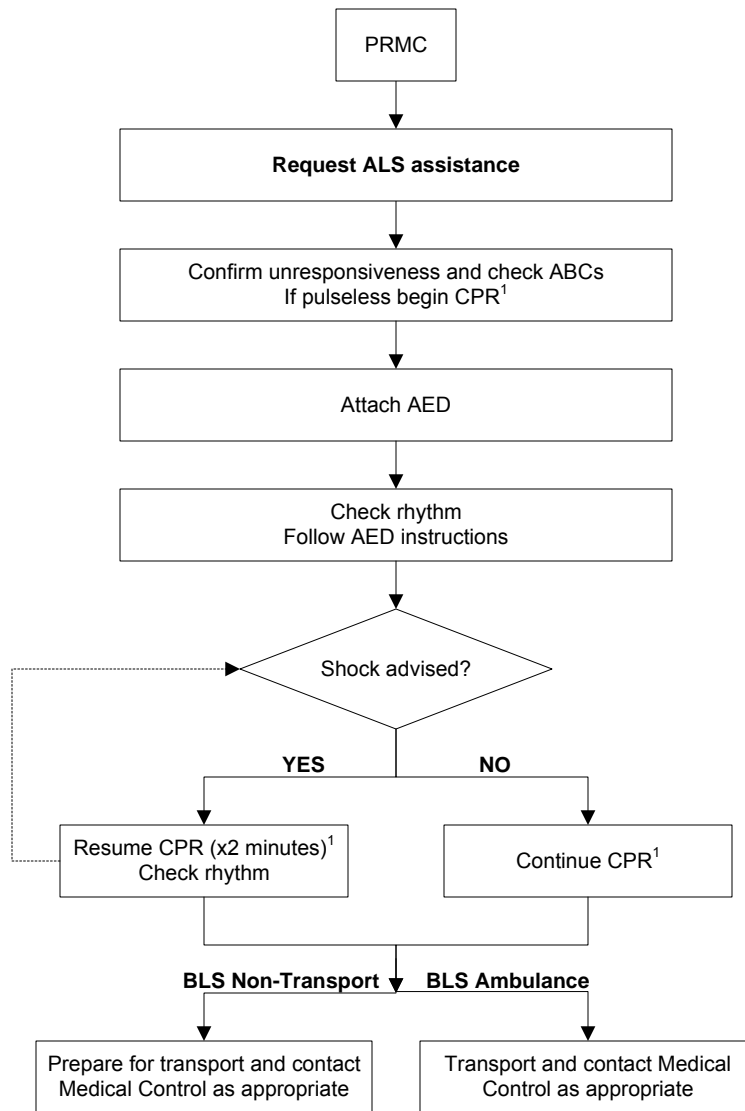 PRMC
Request ALS assistance
Confirm unresponsiveness and check ABCs
If pulseless begin CPR¹
Attach AED
Check rhythm
Follow AED instructions
Shock advised?
YES
NO
Resume CPR (x2 minutes)¹
Check rhythm
Continue CPR¹
BLS Non-Transport
BLS Ambulance
Prepare for transport and contact
Medical Control as appropriate
Transport and contact Medical
Control as appropriate